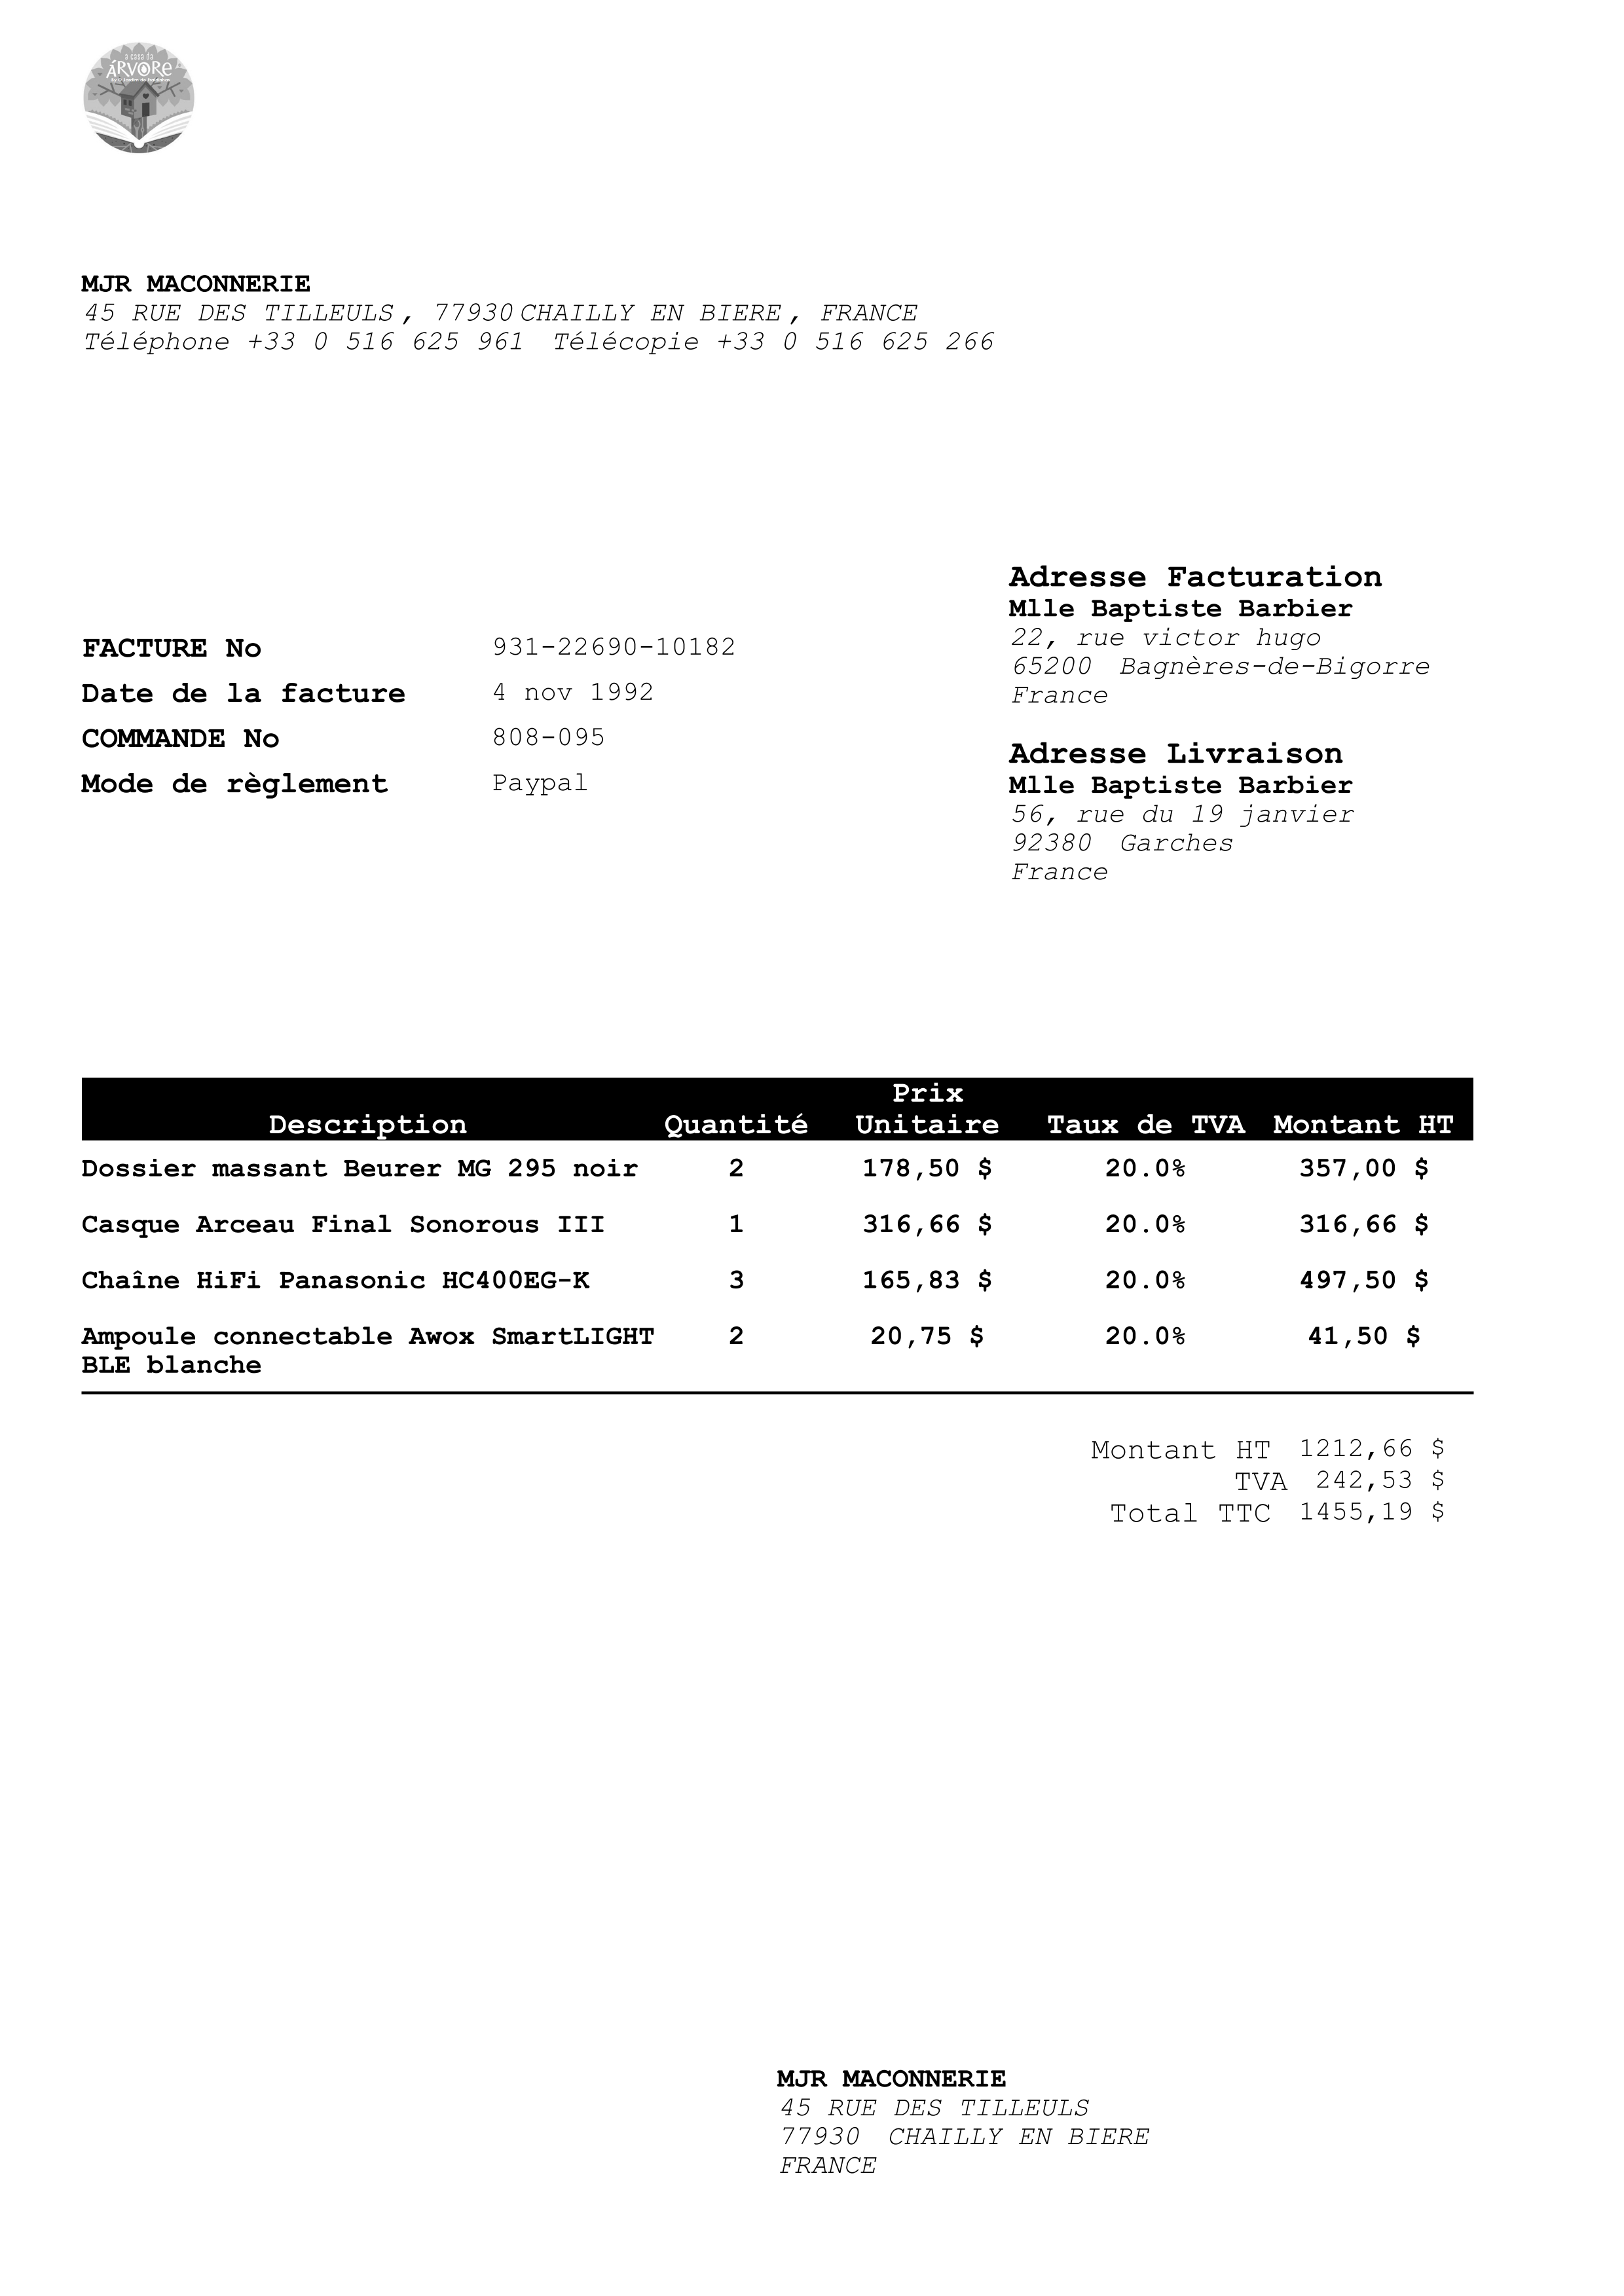 a casa da
ÁRVORE
MJR MACONNERIE
45 RUE DES TILLEULS, 77930 CHAILLY EN BIERE, FRANCE
Téléphone +33 0 516 625 961 Télécopie +33 0 516 625 266
Adresse Facturation
Mlle Baptiste Barbier
22, rue victor hugo
65200 Bagnères-de-Bigorre
France
FACTURE No 931-22690-10182
Date de la facture 4 nov 1992
COMMANDE No 808-095
Mode de règlement Paypal
Adresse Livraison
Mlle Baptiste Barbier
56, rue du 19 janvier
92380 Garches
France
Prix
Description Quantité Unitaire Taux de TVA Montant HT
Dossier massant Beurer MG 295 noir 2 178,50 $ 20.0% 357,00 $
Casque Arceau Final Sonorous III 1 316,66 $ 20.0% 316,66 $
Chaîne HiFi Panasonic HC400EG-K 3 165,83 $ 20.0% 497,50 $
Ampoule connectable Awox SmartLIGHT 2 20,75 $ 20.0% 41,50 $
BLE blanche
Montant HT 1212,66 $
TVA 242,53 $
Total TTC 1455,19 $
MJR MACONNERIE
45 RUE DES TILLEULS
77930 CHAILLY EN BIERE
FRANCE